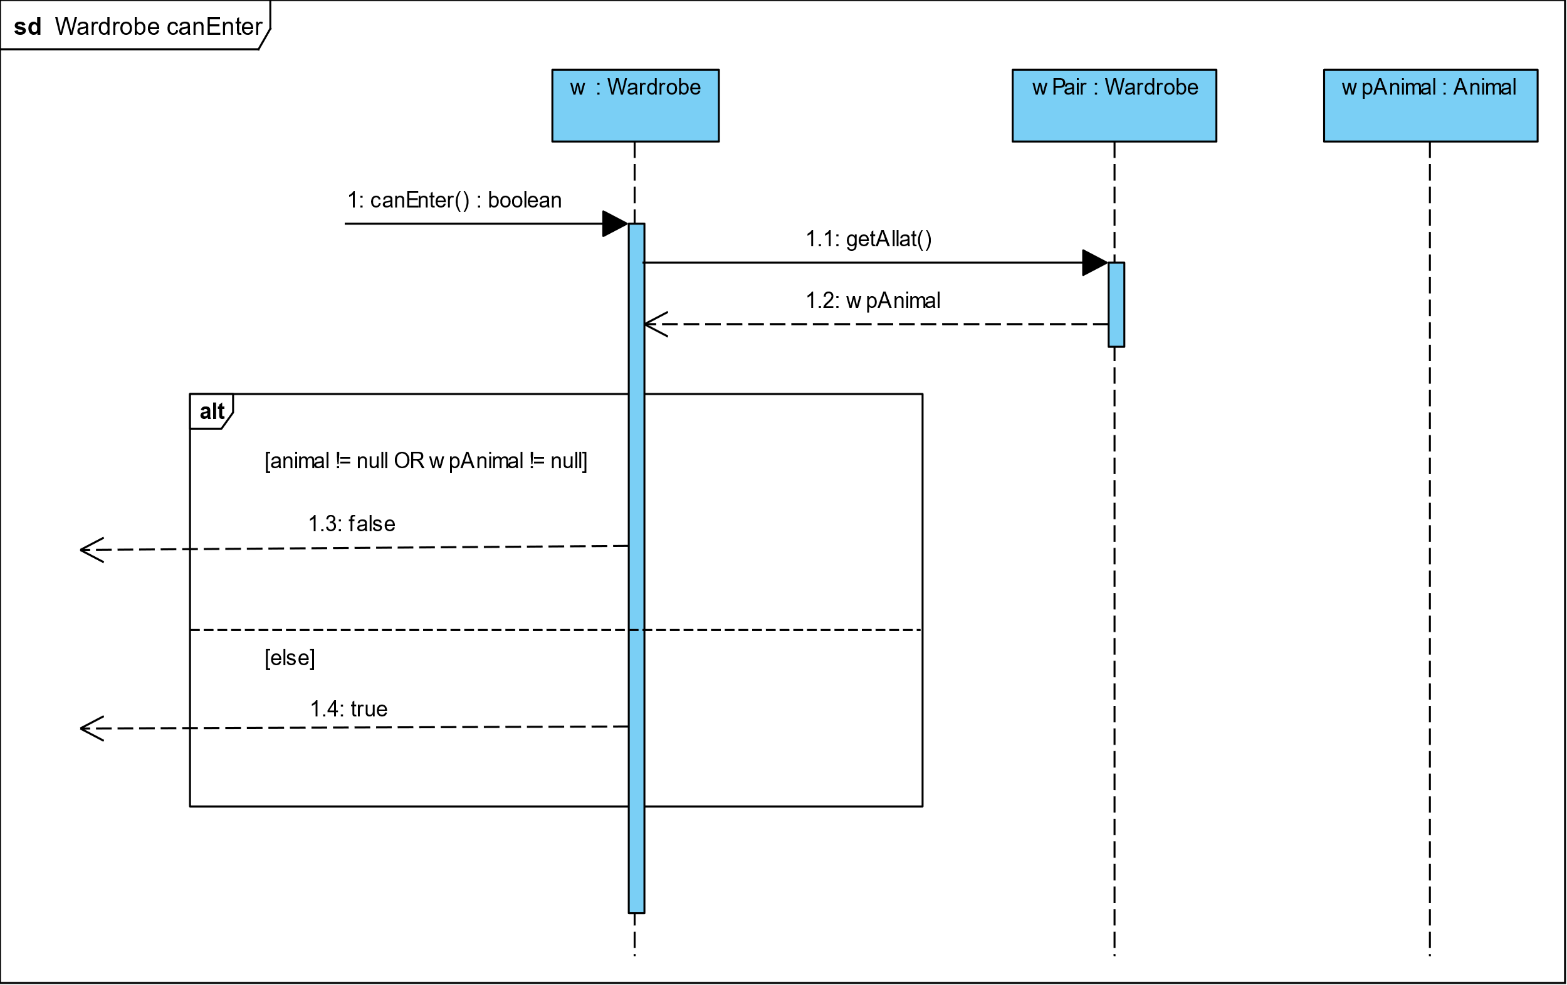 sd Wardrobe canEnter
w : Wardrobe
wPair : Wardrobe
wpAnimal : Animal
1: canEnter() : boolean
1.1: getAllat()
1.2: wpAnimal
alt
[animal != null OR wpAnimal != null]
1.3: false
[else]
1.4: true